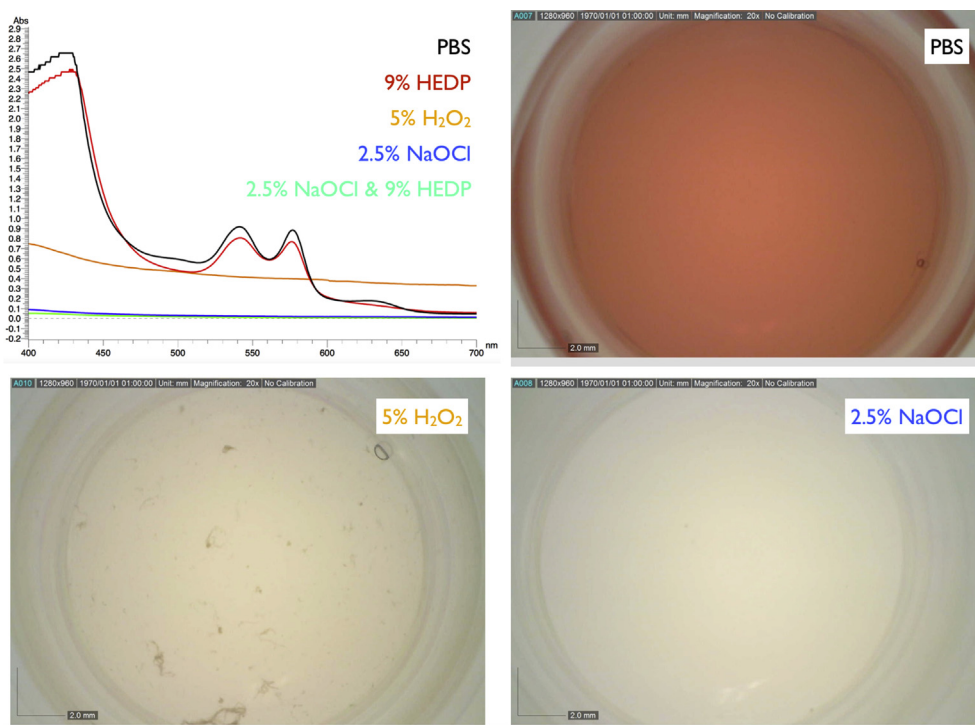 Abs
2.9
2.8
2.7
2.6
2.5
2.4
2.3
2.2
2.1
2.0
1.9
1.8
1.7
1.6
1.5
1.4
1.3
1.2
1.1
1.0
0.9
0.8
0.7
0.6
0.5
0.4
0.3
0.2
0.1
0.0
-0.1
-0.2
400 450 500 550 600 650 700 nm
PBS
9% HEDP
5% H₂O₂
2.5% NaOCl
2.5% NaOCl & 9% HEDP
A007 1280x960 1970/01/01 01:00:00 Unit: mm Magnification: 20x No Calibration
PBS
2.0 mm
A010 1280x960 1970/01/01 01:00:00 Unit: mm Magnification: 20x No Calibration
5% H₂O₂
2.0 mm
A008 1280x960 1970/01/01 01:00:00 Unit: mm Magnification: 20x No Calibration
2.5% NaOCl
2.0 mm